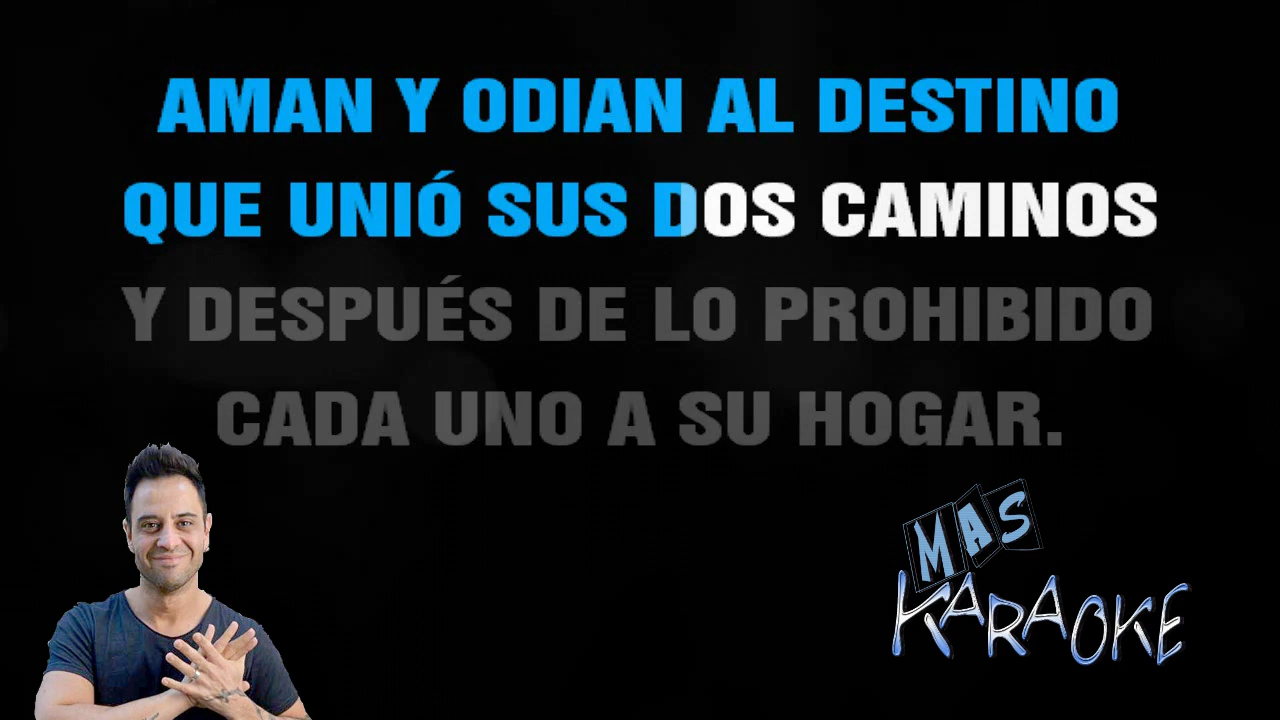 AMAN Y ODIAN AL DESTINO
QUE UNIÓ SUS DOS CAMINOS
Y DESPUÉS DE LO PROHIBIDO
CADA UNO A SU HOGAR.
MAS
KARAOKE